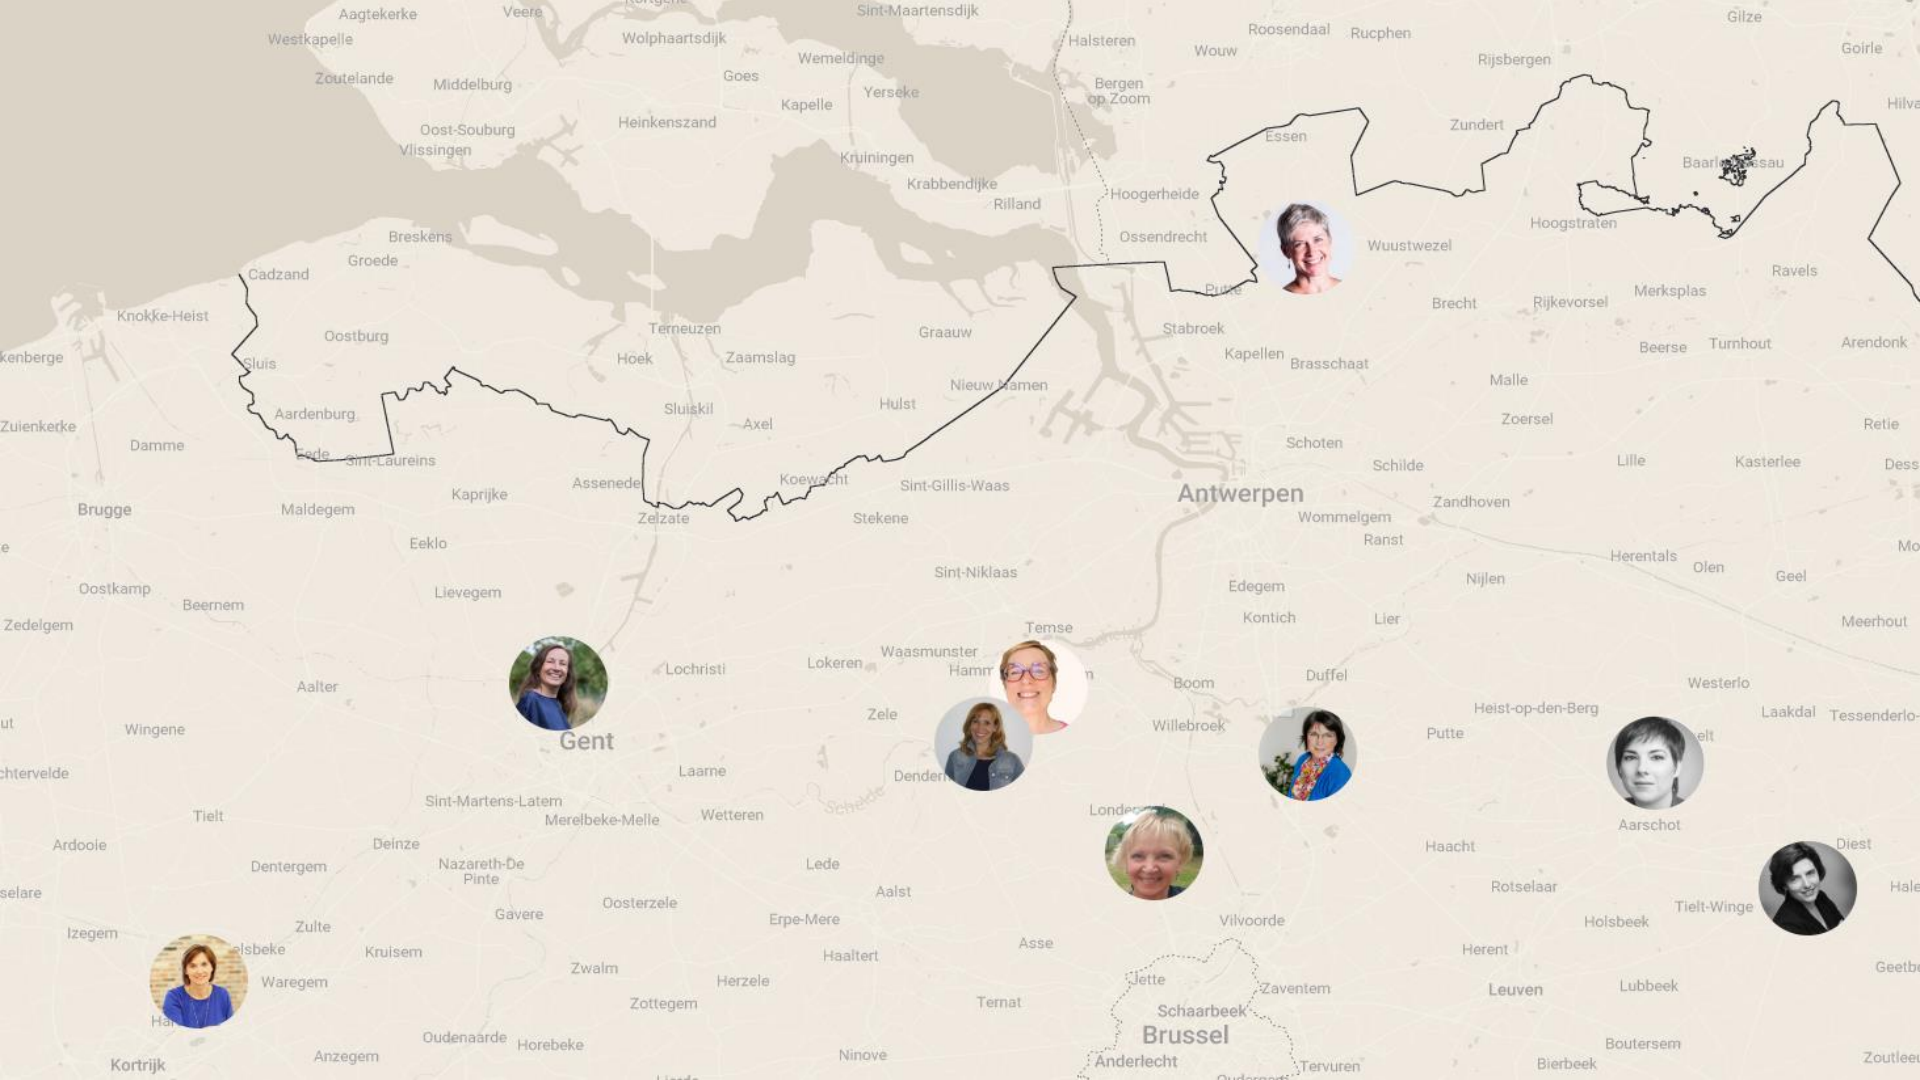 Aagtekerke
Veere
Sint-Maartensdijk
Gilze
Westkapelle
Wolphaartsdijk
Halsteren
Roosendaal
Rucphen
Wouw
Goirle
Wemeldinge
Rijsbergen
Zoutelande
Middelburg
Goes
Yerseke
Bergen
op Zoom
Kapelle
Oost-Souburg
Heinkenszand
Zundert
Essen
Vlissingen
Kruiningen
Krabbendijke
Rilland
Hoogerheide
Hoogstraten
Breskens
Ossendrecht
Wuustwezel
Groede
Cadzand
Ravels
Putte
Merksplas
Knokke-Heist
Brecht
Rijkevorsel
Oostburg
Terneuzen
Graauw
Stabroek
Hoek
Zaamslag
Kapellen
Brasschaat
Beerse
Turnhout
Arendonk
Sluis
Nieuw Namen
Malle
Aardenburg
Sluiskil
Hulst
Axel
Zoersel
Retie
Zuienkerke
Damme
Schoten
Eede
Sint-Laureins
Schilde
Lille
Kasterlee
Assenede
Koewacht
Sint-Gillis-Waas
Kaprijke
Antwerpen
Zandhoven
Brugge
Maldegem
Zelzate
Stekene
Wommelgem
Ranst
Eeklo
Herentals
Olen
Geel
Sint-Niklaas
Nijlen
Oostkamp
Beernem
Lievegem
Edegem
Kontich
Lier
Meerhout
Zedelgem
Temse
Schelde
Waasmunster
Lokeren
Lochristi
Hamm
Duffel
Boom
Westerlo
Aalter
Zele
Willebroek
Heist-op-den-Berg
Laakdal
Tessenderlo-
Putte
Wingene
Gent
Laarne
Schelde
Sint-Martens-Latem
Merelbeke-Melle
Wetteren
Tielt
Aarschot
Ardooie
Deinze
Haacht
Diest
Dentergem
Nazareth-De
Pinte
Lede
Aalst
Rotselaar
Oosterzele
Gavere
Erpe-Mere
Vilvoorde
Tielt-Winge
Holsbeek
Izegem
Zulte
Kruisem
Asse
Herent
Haaltert
Zwalm
Herzele
Jette
Zaventem
Leuven
Lubbeek
Waregem
Zottegem
Ternat
Schaarbeek
Brussel
Oudenaarde
Horebeke
Ninove
Anderlecht
Kortrijk
Anzegem
Boutersem
Bierbeek
Tervuren